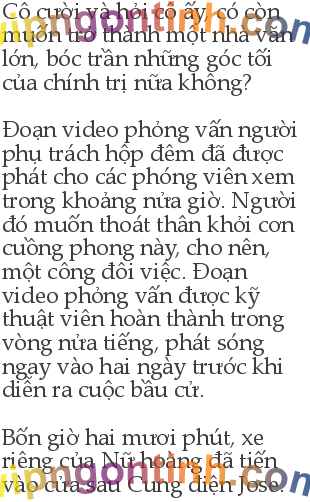 Cô cười và hỏi cô ấy, có còn
muốn trở thành một nhà văn
lớn, bóc trần những góc tối
của chính trị nữa không?
Đoạn video phỏng vấn người
phụ trách hộp đêm đã được
phát cho các phóng viên xem
trong khoảng nửa giờ. Người
đó muốn thoát thân khỏi cơn
cuồng phong này, cho nên,
một công đôi việc. Đoạn
video phỏng vấn được kỹ
thuật viên hoàn thành trong
vòng nửa tiếng, phát sóng
ngay vào hai ngày trước khi
diễn ra cuộc bầu cử.
Bốn giờ hai mươi phút, xe
riêng của Nữ hoàng đã tiến
vào cửa sau Cung điện Jose.
vipngontinh.com
vipngontinh.com